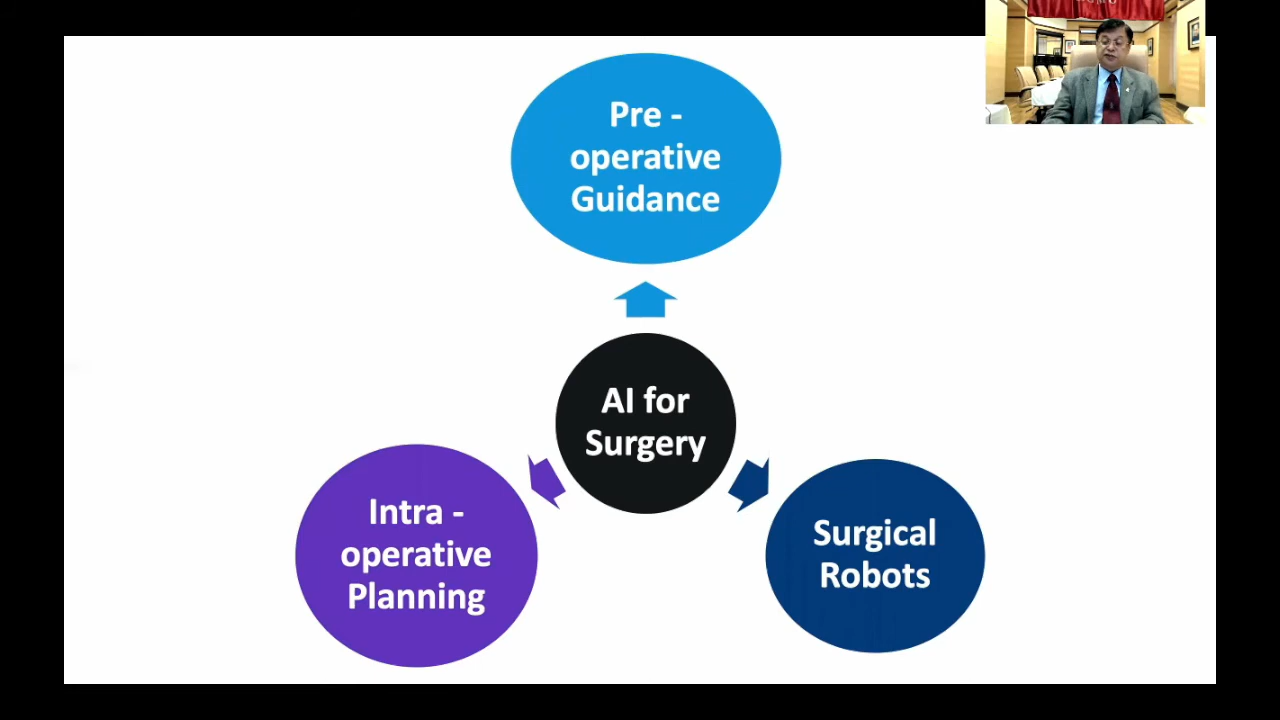 Pre -
operative
Guidance
AI for
Surgery
Intra -
operative
Planning
Surgical
Robots